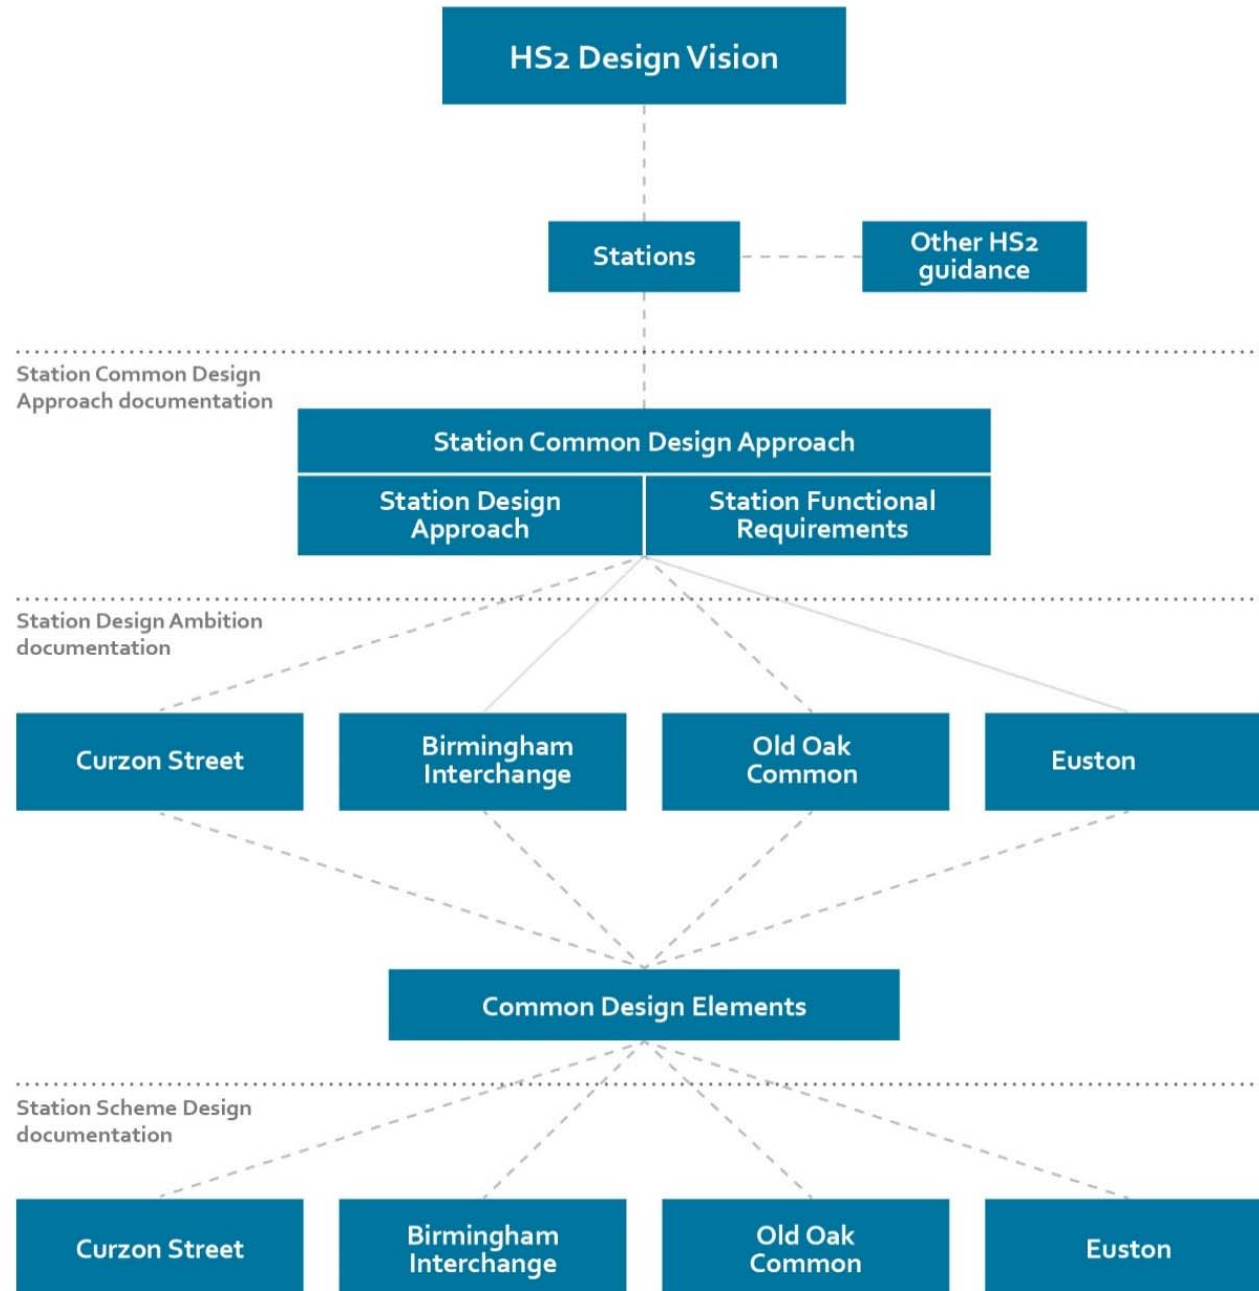 HS2 Design Vision
Stations
Other HS2
guidance
Station Common Design
Approach documentation
Station Common Design Approach
Station Design
Approach
Station Functional
Requirements
Station Design Ambition
documentation
Curzon Street
Birmingham
Interchange
Old Oak
Common
Euston
Common Design Elements
Station Scheme Design
documentation
Curzon Street
Birmingham
Interchange
Old Oak
Common
Euston